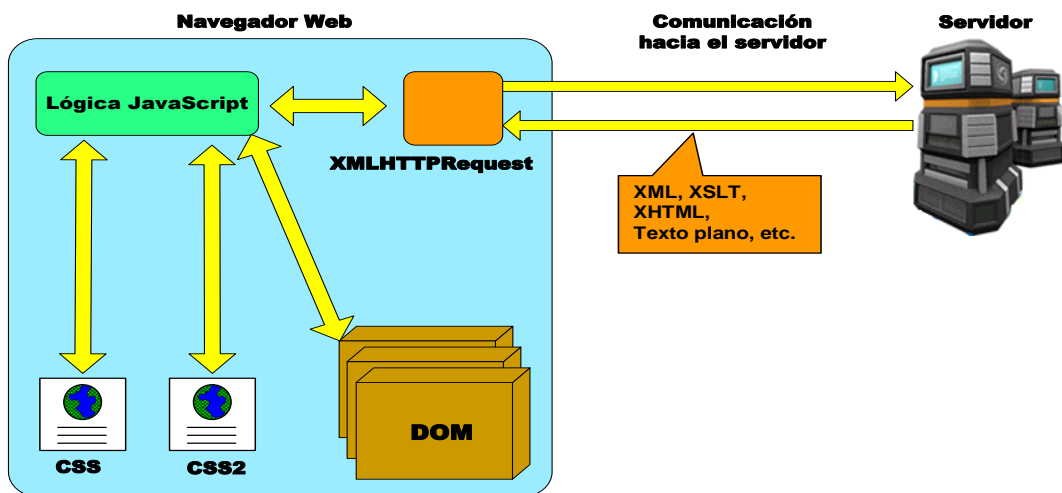 Navegador Web
Comunicación
hacia el servidor
Servidor
Lógica JavaScript
XMLHTTPRequest
XML, XSLT,
XHTML,
Texto plano, etc.
DOM
CSS
CSS2